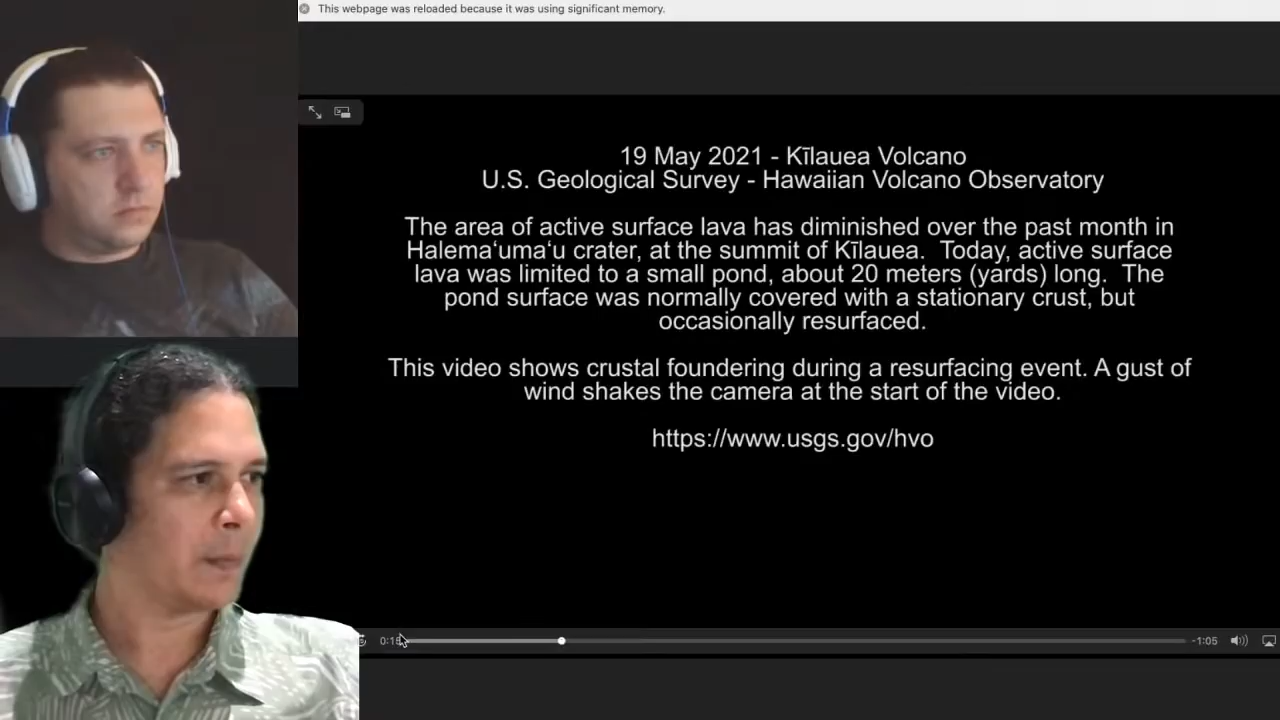 This webpage was reloaded because it was using significant memory.
19 May 2021 - Kīlauea Volcano
U.S. Geological Survey - Hawaiian Volcano Observatory
The area of active surface lava has diminished over the past month in
Halemaʻumaʻu crater, at the summit of Kīlauea.  Today, active surface
lava was limited to a small pond, about 20 meters (yards) long.  The
pond surface was normally covered with a stationary crust, but
occasionally resurfaced.
This video shows crustal foundering during a resurfacing event. A gust of
wind shakes the camera at the start of the video.
https://www.usgs.gov/hvo
-1:05